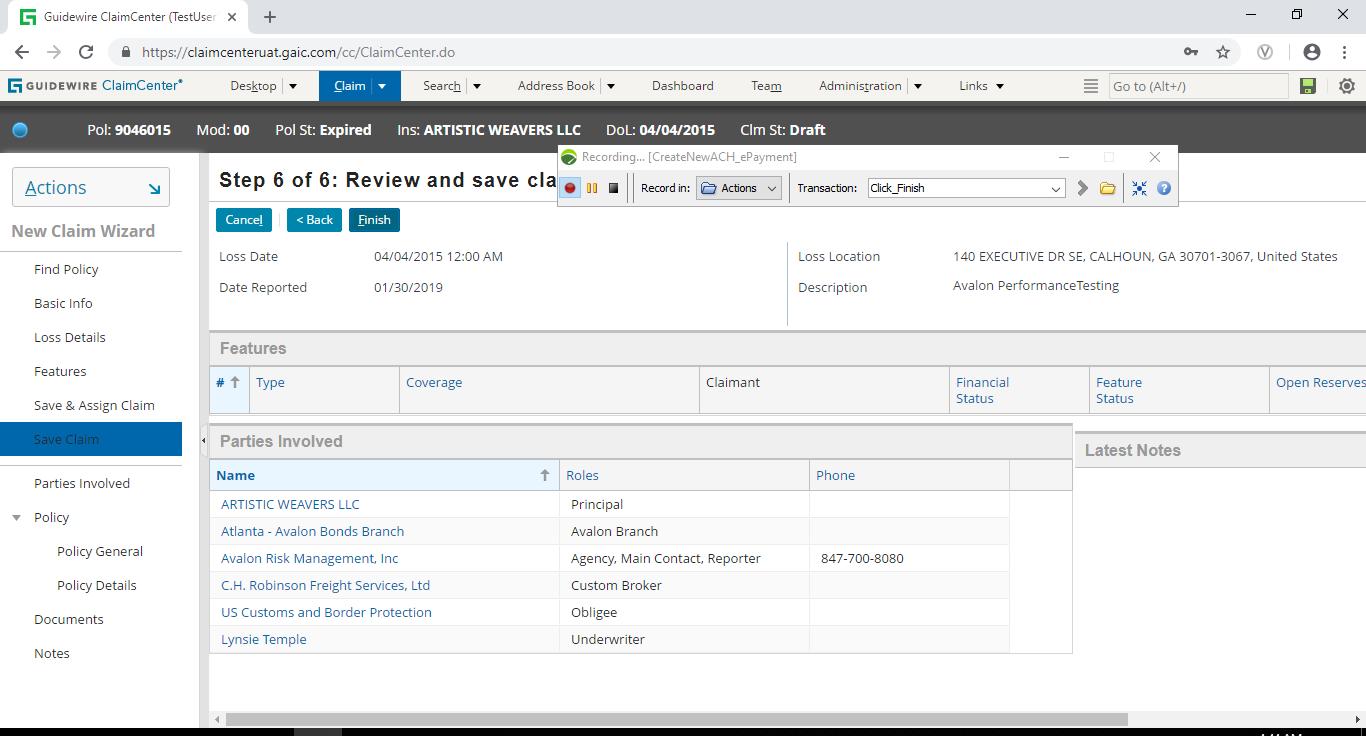 Guidewire ClaimCenter (TestUser
https://claimcenteruat.gaic.com/cc/ClaimCenter.do
GUIDEWIRE ClaimCenter
Desktop
Claim
Search
Address Book
Dashboard
Team
Administration
Links
Go to (Alt+/)
Pol: 9046015 Mod: 00 Pol St: Expired Ins: ARTISTIC WEAVERS LLC DoL: 04/04/2015 Clm St: Draft
Recording... [CreateNewACH_ePayment]
Record in: Actions Transaction: Click_Finish
Actions
New Claim Wizard
Find Policy
Basic Info
Loss Details
Features
Save & Assign Claim
Save Claim
Parties Involved
Policy
Policy General
Policy Details
Documents
Notes
Step 6 of 6: Review and save cla
Cancel < Back Finish
Loss Date 04/04/2015 12:00 AM
Date Reported 01/30/2019
Loss Location 140 EXECUTIVE DR SE, CALHOUN, GA 30701-3067, United States
Description Avalon PerformanceTesting
Features
# Type Coverage Claimant Financial Status Feature Status Open Reserves
Parties Involved
Name Roles Phone
ARTISTIC WEAVERS LLC Principal
Atlanta - Avalon Bonds Branch Avalon Branch
Avalon Risk Management, Inc Agency, Main Contact, Reporter 847-700-8080
C.H. Robinson Freight Services, Ltd Custom Broker
US Customs and Border Protection Obligee
Lynsie Temple Underwriter
Latest Notes